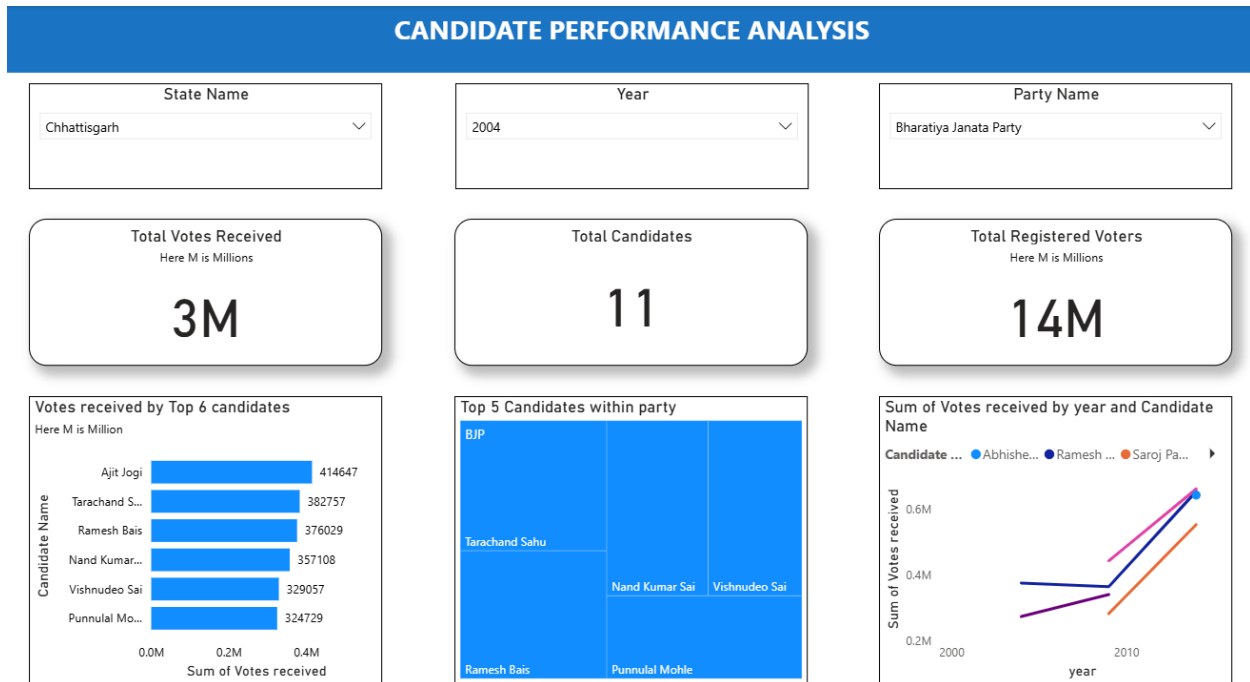 CANDIDATE PERFORMANCE ANALYSIS
State Name
Chhattisgarh
Year
2004
Party Name
Bharatiya Janata Party
Total Votes Received
Here M is Millions
3M
Total Candidates
11
Total Registered Voters
Here M is Millions
14M
Votes received by Top 6 candidates
Here M is Million
Candidate Name
Ajit Jogi 414647
Tarachand S... 382757
Ramesh Bais 376029
Nand Kumar... 357108
Vishnudeo Sai 329057
Punnulal Mo... 324729
0.0M 0.2M 0.4M
Sum of Votes received
Top 5 Candidates within party
BJP
Tarachand Sahu
Nand Kumar Sai
Vishnudeo Sai
Ramesh Bais
Punnulal Mohle
Sum of Votes received by year and Candidate
Name
Candidate ... Abhishe... Ramesh ... Saroj Pa...
Sum of Votes received
0.6M
0.4M
0.2M
2000 2010
year